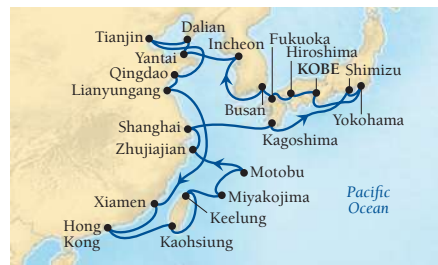 Dalian
Tianjin
Incheon
Fukuoka
Hiroshima
Yantai
KOBE Shimizu
Qingdao
Lianyungang
Busan
Yokohama
Shanghai
Kagoshima
Zhujiajian
Motobu
Xiamen
Miyakojima
Pacific
Ocean
Keelung
Hong
Kong
Kaohsiung